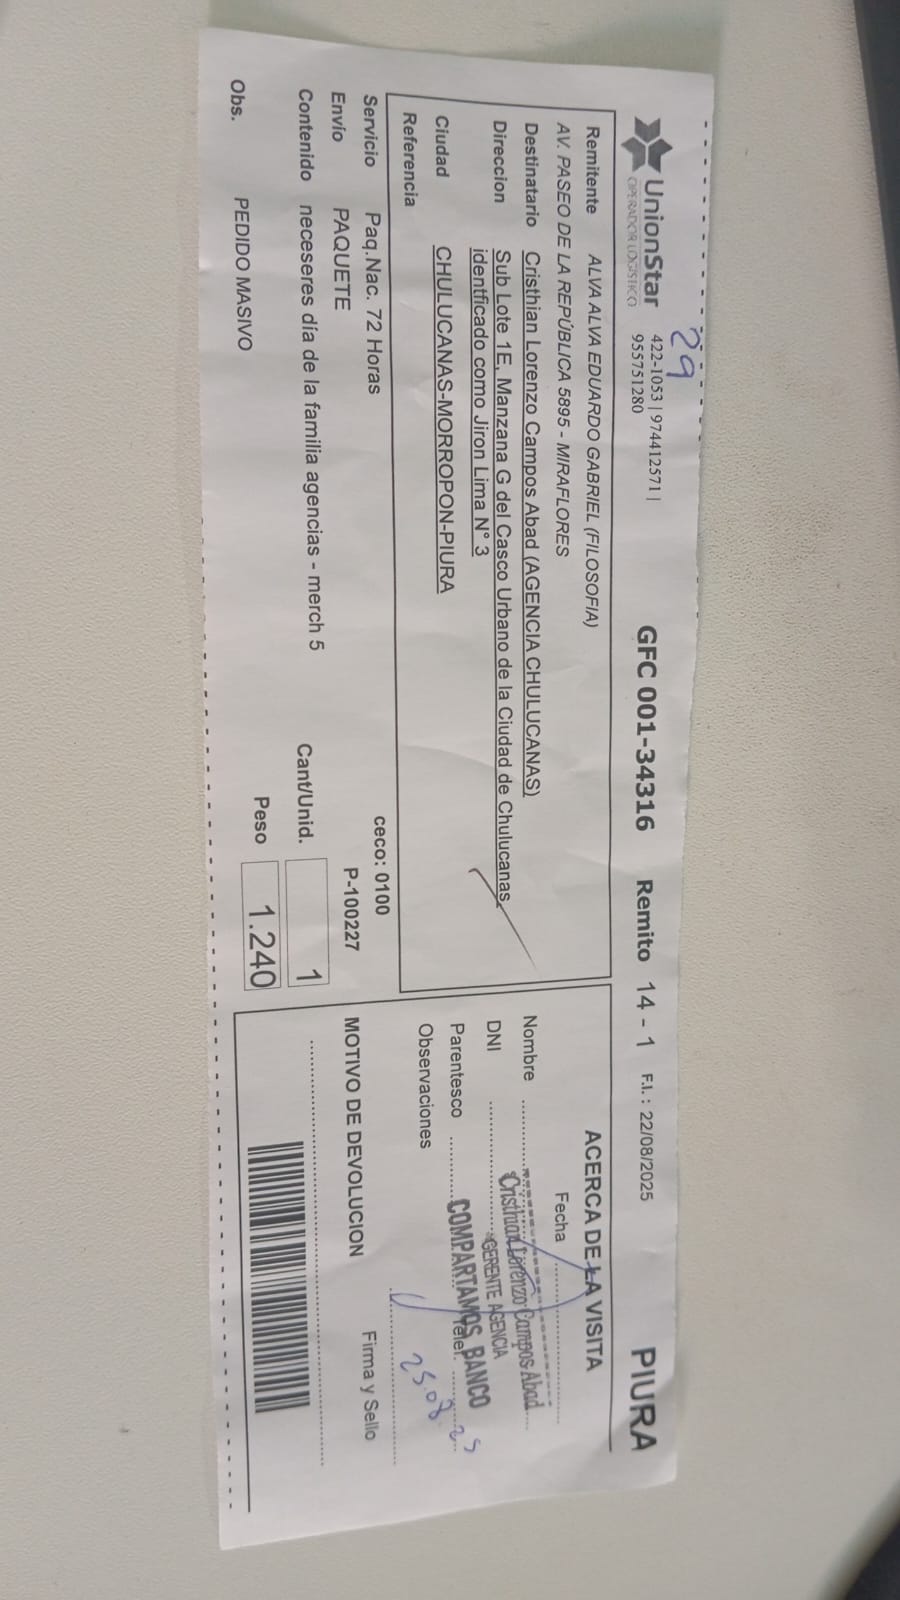 29
UnionStar
OPERADOR LOGISTICO
422-1053 | 974412571 |
955751280
GFC 001-34316
Remito 14 - 1
F.I. : 22/08/2025
PIURA
Remitente ALVA ALVA EDUARDO GABRIEL (FILOSOFIA)
AV. PASEO DE LA REPÚBLICA 5895 - MIRAFLORES
Destinatario Cristhian Lorenzo Campos Abad (AGENCIA CHULUCANAS)
Direccion Sub Lote 1E, Manzana G del Casco Urbano de la Ciudad de Chulucanas,
identficado como Jiron Lima N° 3
Ciudad CHULUCANAS-MORROPON-PIURA
Referencia
Servicio Paq.Nac. 72 Horas
ceco: 0100
Envio PAQUETE
P-100227
Contenido neceseres día de la familia agencias - merch 5
Cant/Unid. 1
Obs. PEDIDO MASIVO
Peso 1.240
ACERCA DE LA VISITA
Fecha
Nombre
Cristhian Lorenzo Campos Abad
DNI
GERENTE AGENCIA
Parentesco
Telef.
COMPARTAMOS BANCO
Observaciones
25.08.25
MOTIVO DE DEVOLUCION
Firma y Sello